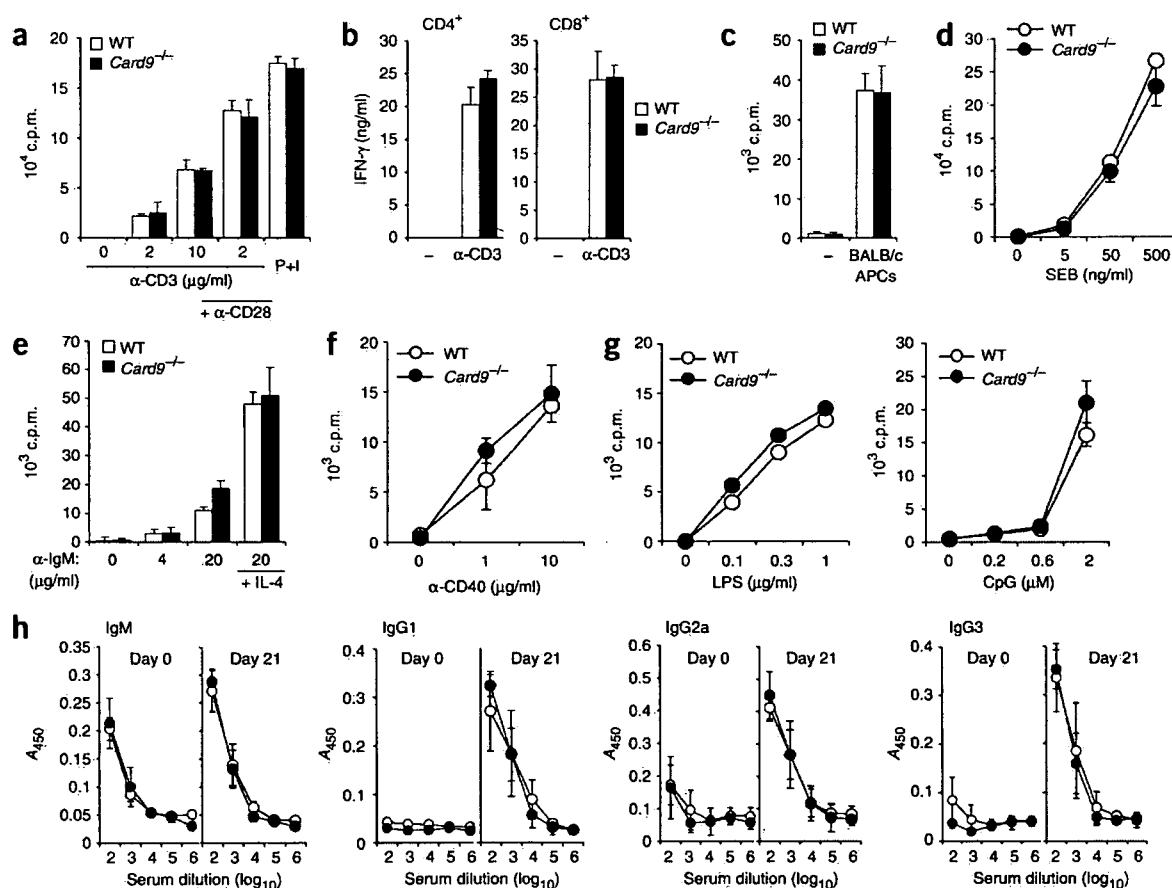 a
WT
Card9–/–
10⁴ c.p.m.
20
15
10
5
0
0 2 10 2 P+I
α-CD3 (μg/ml)
+ α-CD28
b
CD4⁺ CD8⁺
IFN-γ (ng/ml)
30
25
20
15
10
5
0
– α-CD3
35
30
25
20
15
10
5
0
– α-CD3
WT
Card9–/–
c
WT
Card9–/–
10³ c.p.m.
50
40
30
20
10
0
– BALB/c
APCs
d
WT
Card9–/–
10⁴ c.p.m.
30
25
20
15
10
5
0
0 5 50 500
SEB (ng/ml)
e
WT
Card9–/–
10³ c.p.m.
70
60
50
40
30
20
10
0
α-IgM: 0 4 20 20
(μg/ml) + IL-4
f
WT
Card9–/–
10³ c.p.m.
20
15
10
5
0
0 1 10
α-CD40 (μg/ml)
g
WT
Card9–/–
10³ c.p.m.
20
15
10
5
0
0 0.1 0.3 1
LPS (μg/ml)
WT
Card9–/–
10³ c.p.m.
30
25
20
15
10
5
0
0 0.2 0.6 2
CpG (μM)
h
IgM
Day 0 Day 21
A450
0.35
0.3
0.25
0.2
0.15
0.1
0.05
0
2 3 4 5 6 2 3 4 5 6
Serum dilution (log10)
IgG1
Day 0 Day 21
A450
0.4
0.3
0.2
0.1
0
2 3 4 5 6 2 3 4 5 6
Serum dilution (log10)
IgG2a
Day 0 Day 21
A450
0.6
0.5
0.4
0.3
0.2
0.1
0
2 3 4 5 6 2 3 4 5 6
Serum dilution (log10)
IgG3
Day 0 Day 21
A450
0.4
0.3
0.2
0.1
0
2 3 4 5 6 2 3 4 5 6
Serum dilution (log10)